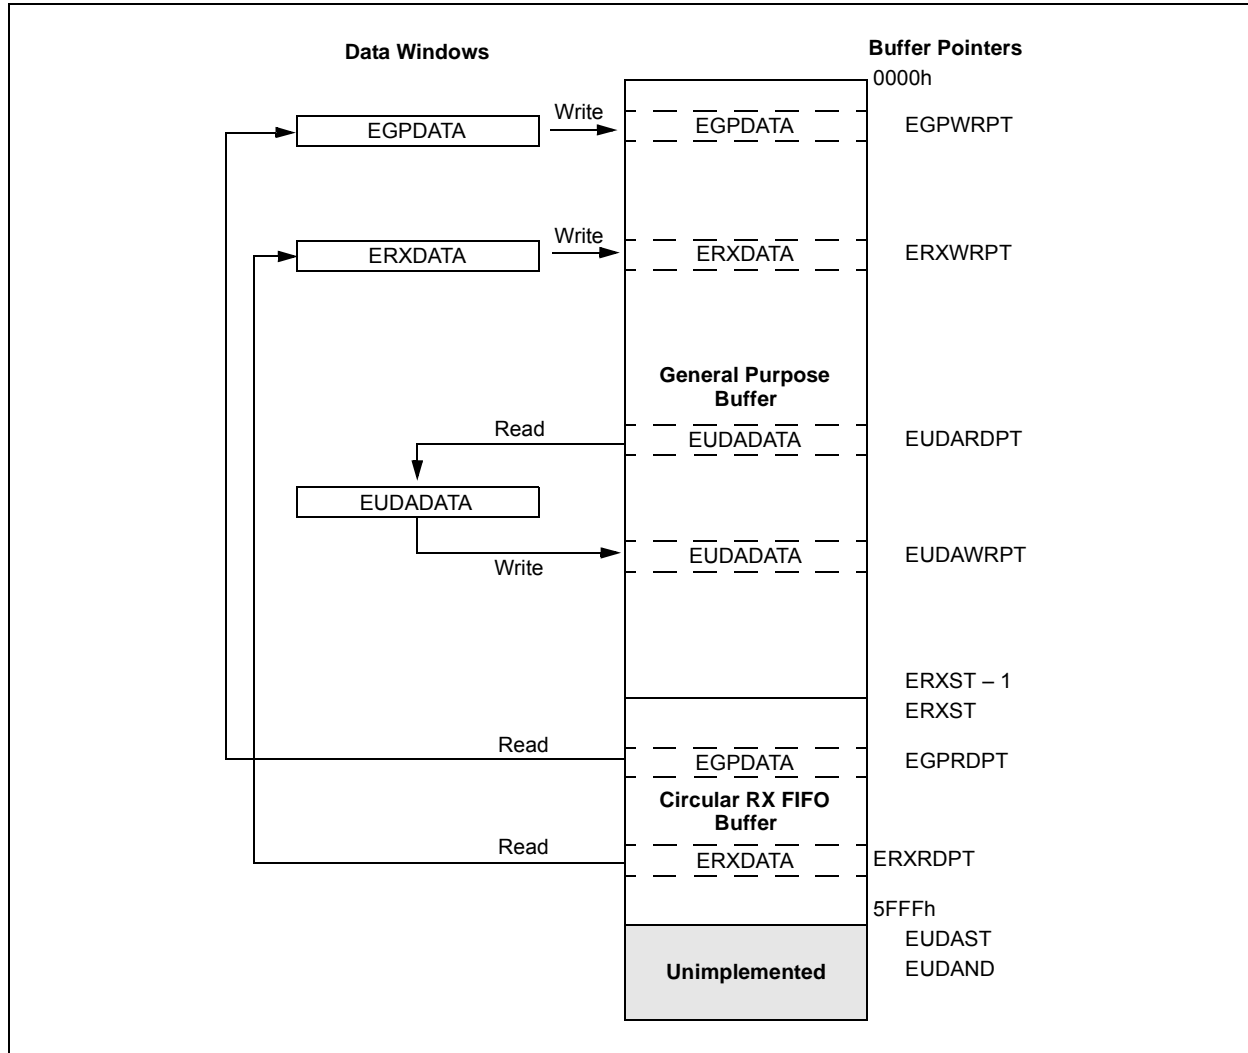 Data Windows
Buffer Pointers
0000h
Write
EGPDATA
EGPDATA
EGPWRPT
Write
ERXDATA
ERXDATA
ERXWRPT
General Purpose
Buffer
Read
EUDADATA
EUDARDPT
EUDADATA
Write
EUDADATA
EUDAWRPT
ERXST – 1
ERXST
Read
EGPDATA
EGPRDPT
Circular RX FIFO
Buffer
Read
ERXDATA
ERXRDPT
5FFFh
EUDAST
Unimplemented
EUDAND